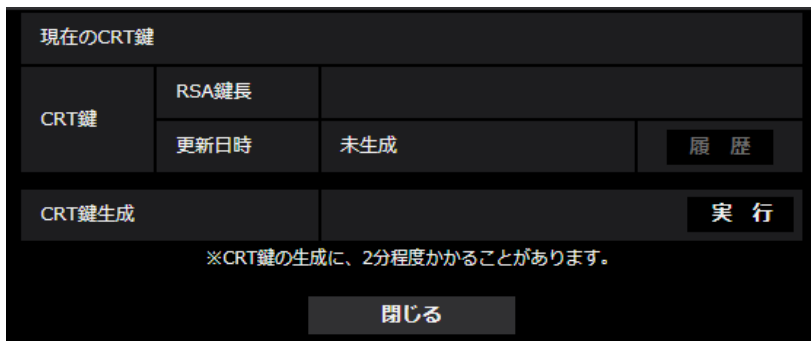 現在のCRT鍵
CRT鍵
RSA鍵長
更新日時
未生成
履 歴
CRT鍵生成
実 行
※CRT鍵の生成に、2分程度かかることがあります。
閉じる